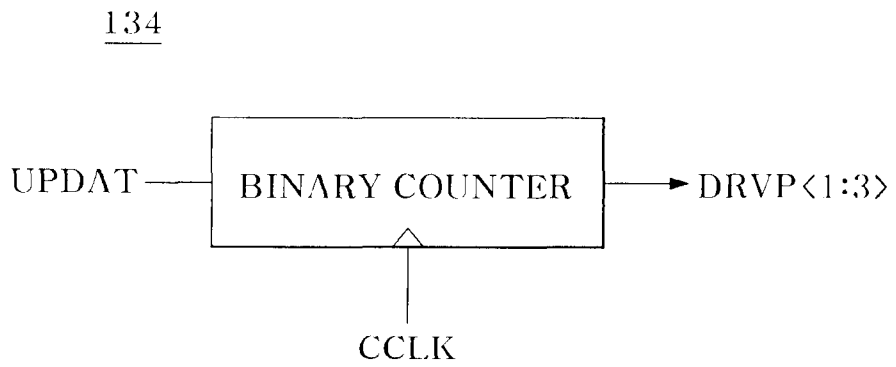 134
UPDAT
BINARY COUNTER
DRVP<1:3>
CCLK